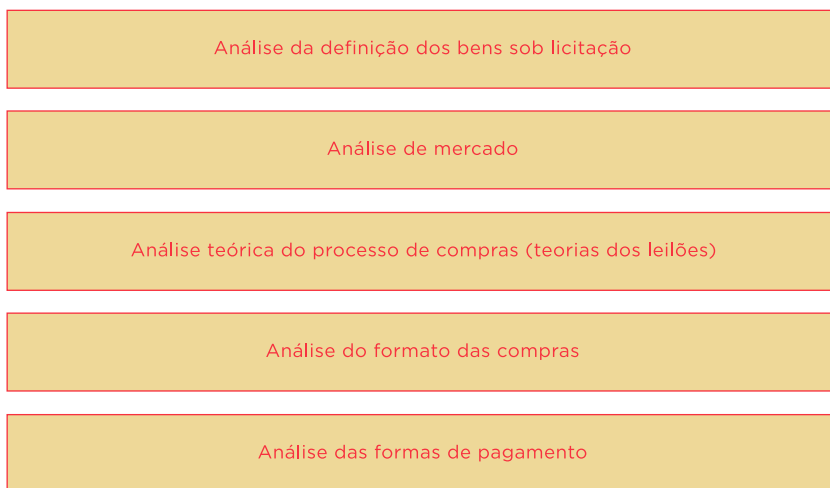 Análise da definição dos bens sob licitação
Análise de mercado
Análise teórica do processo de compras (teorias dos leilões)
Análise do formato das compras
Análise das formas de pagamento